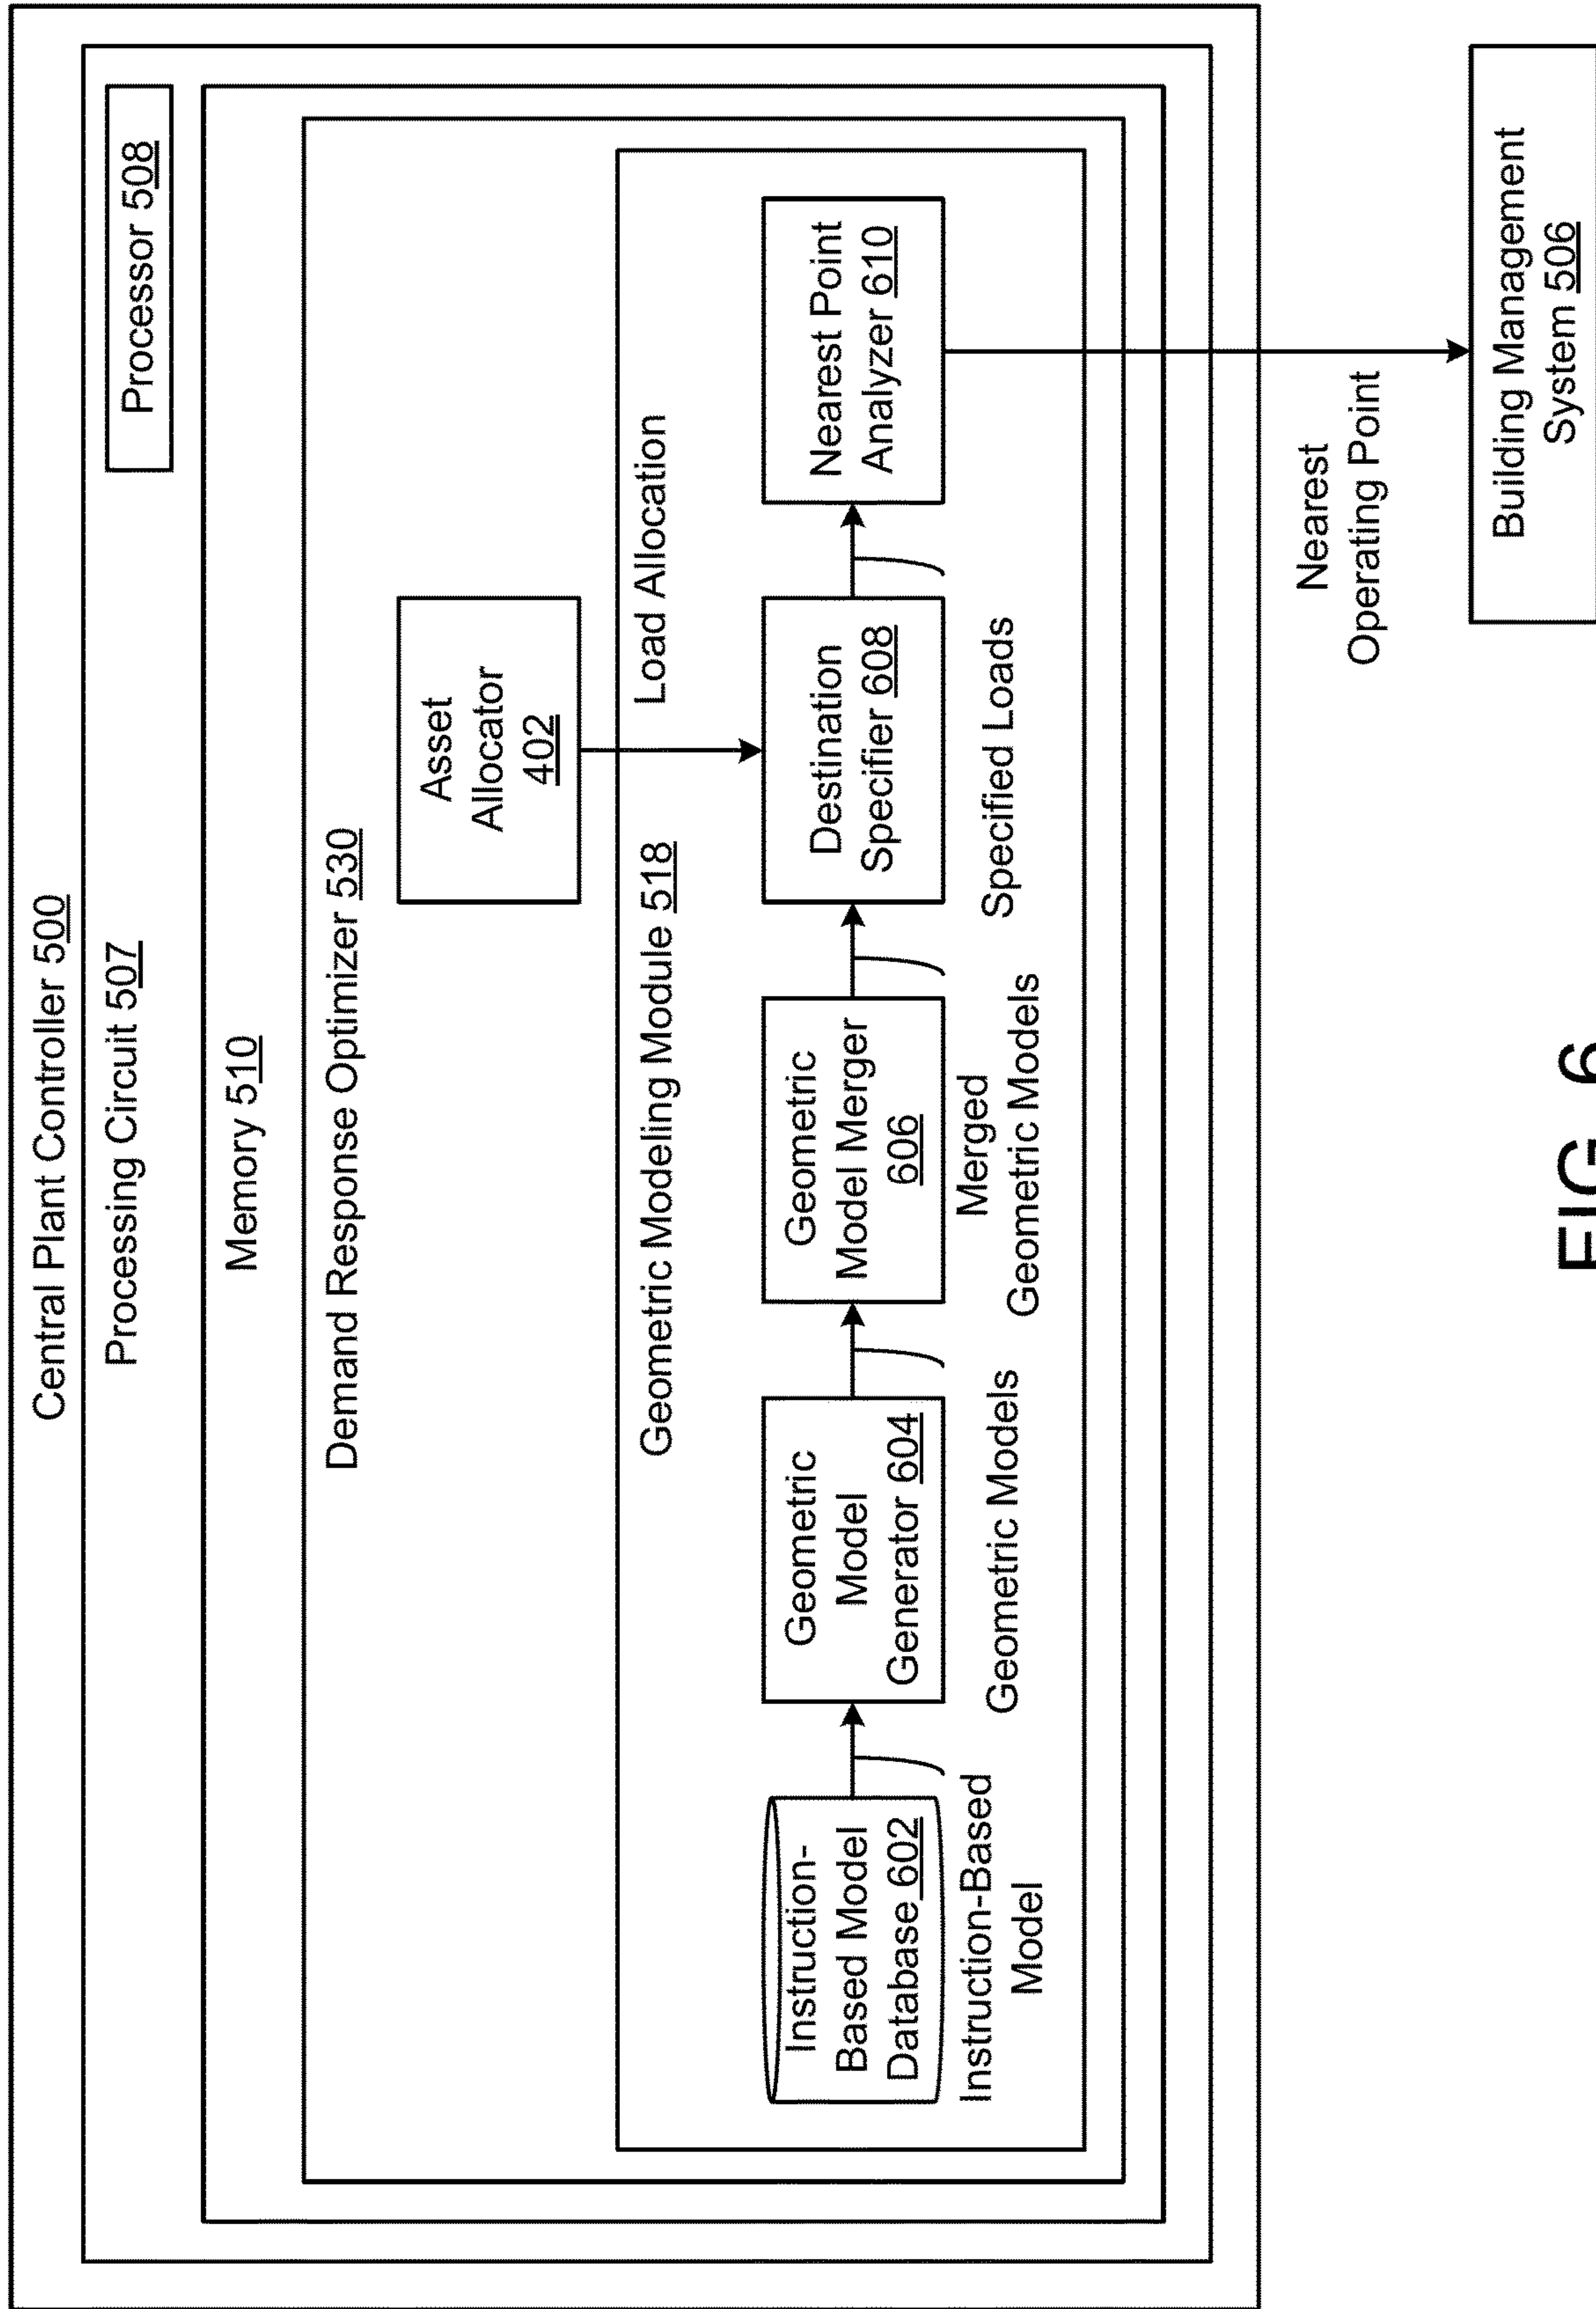 Central Plant Controller 500
Processing Circuit 507
Processor 508
Memory 510
Demand Response Optimizer 530
Asset
Allocator
402
Geometric Modeling Module 518
Load Allocation
Instruction-
Based Model
Database 602
Geometric
Model
Generator 604
Geometric
Model Merger
606
Destination
Specifier 608
Nearest Point
Analyzer 610
Instruction-Based
Model
Geometric Models
Merged
Geometric Models
Specified Loads
Nearest
Operating Point
Building Management
System 506
FIG. 6